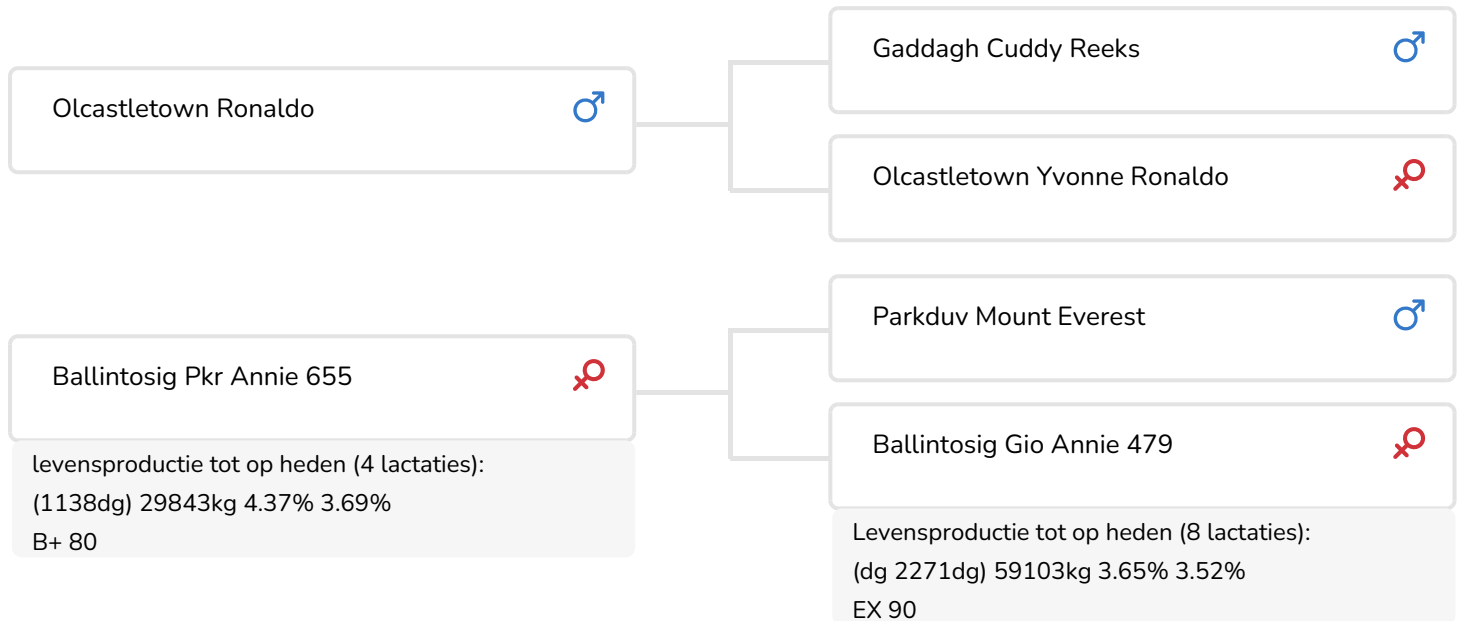 Gaddagh Cuddy Reeks
Olcastletown Ronaldo
Olcastletown Yvonne Ronaldo
Parkduv Mount Everest
Ballintosig Pkr Annie 655
levensproductie tot op heden (4 lactaties):
(1138dg) 29843kg 4.37% 3.69%
B+ 80
Ballintosig Gio Annie 479
Levensproductie tot op heden (8 lactaties):
(dg 2271dg) 59103kg 3.65% 3.52%
EX 90